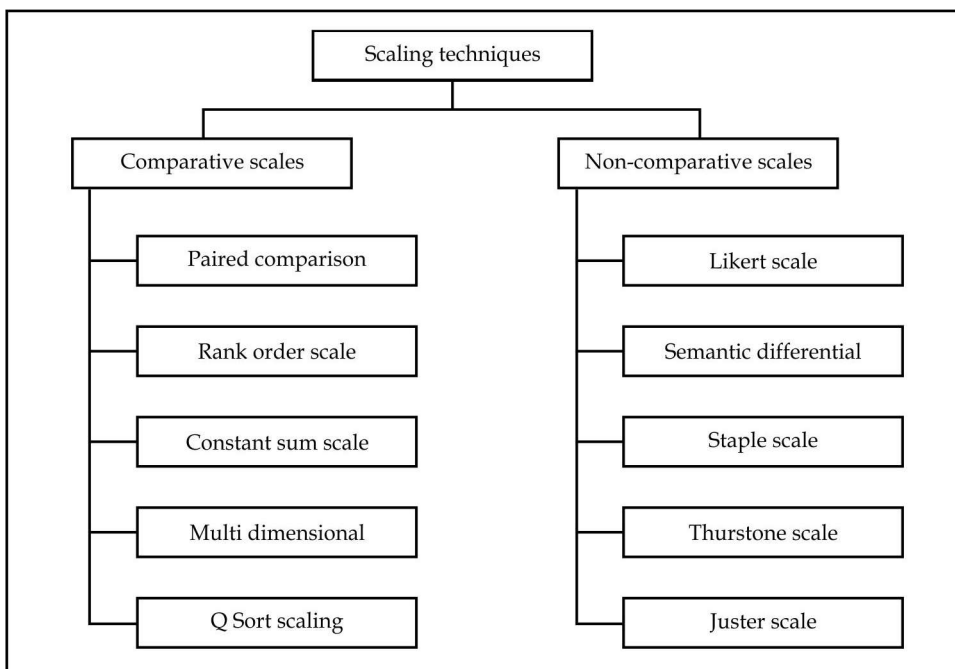 Scaling techniques
Comparative scales
Non-comparative scales
Paired comparison
Likert scale
Rank order scale
Semantic differential
Constant sum scale
Staple scale
Multi dimensional
Thurstone scale
Q Sort scaling
Juster scale